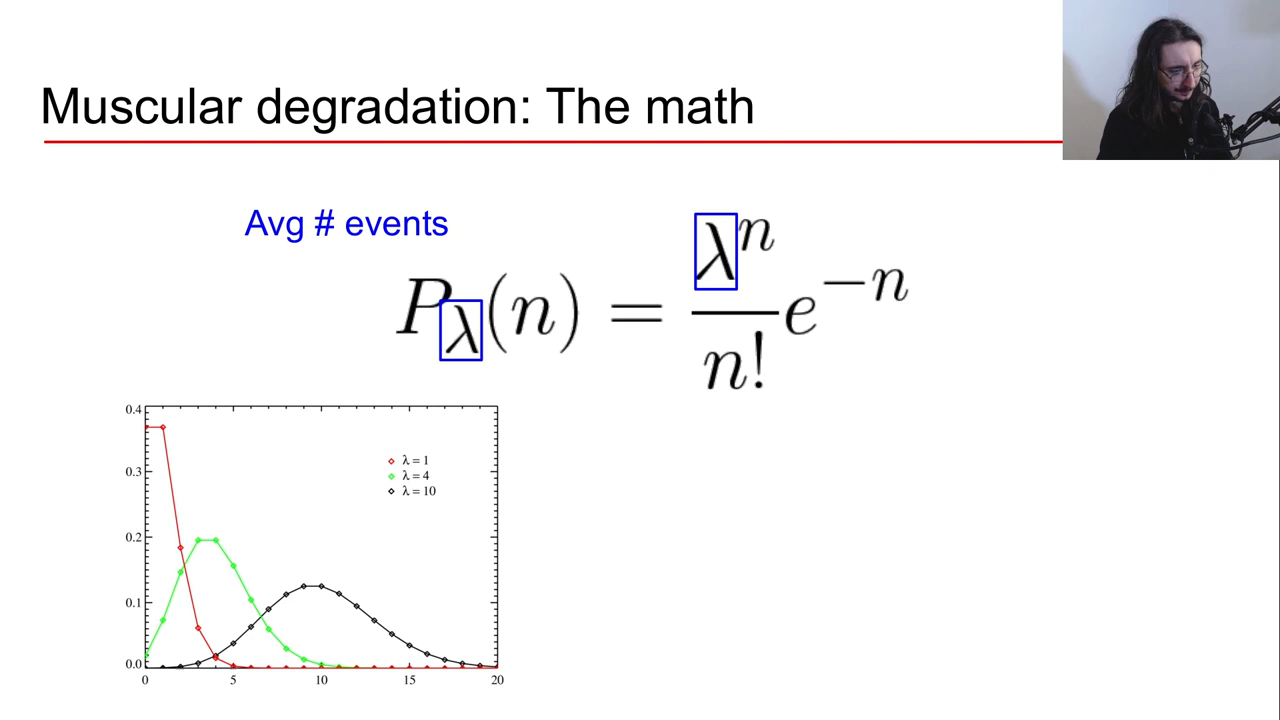 Muscular degradation: The math
Avg # events
P_λ(n) = λ^n / n! e^{-n}
0.4
0.3
0.2
0.1
0.0
λ = 1
λ = 4
λ = 10
0 5 10 15 20